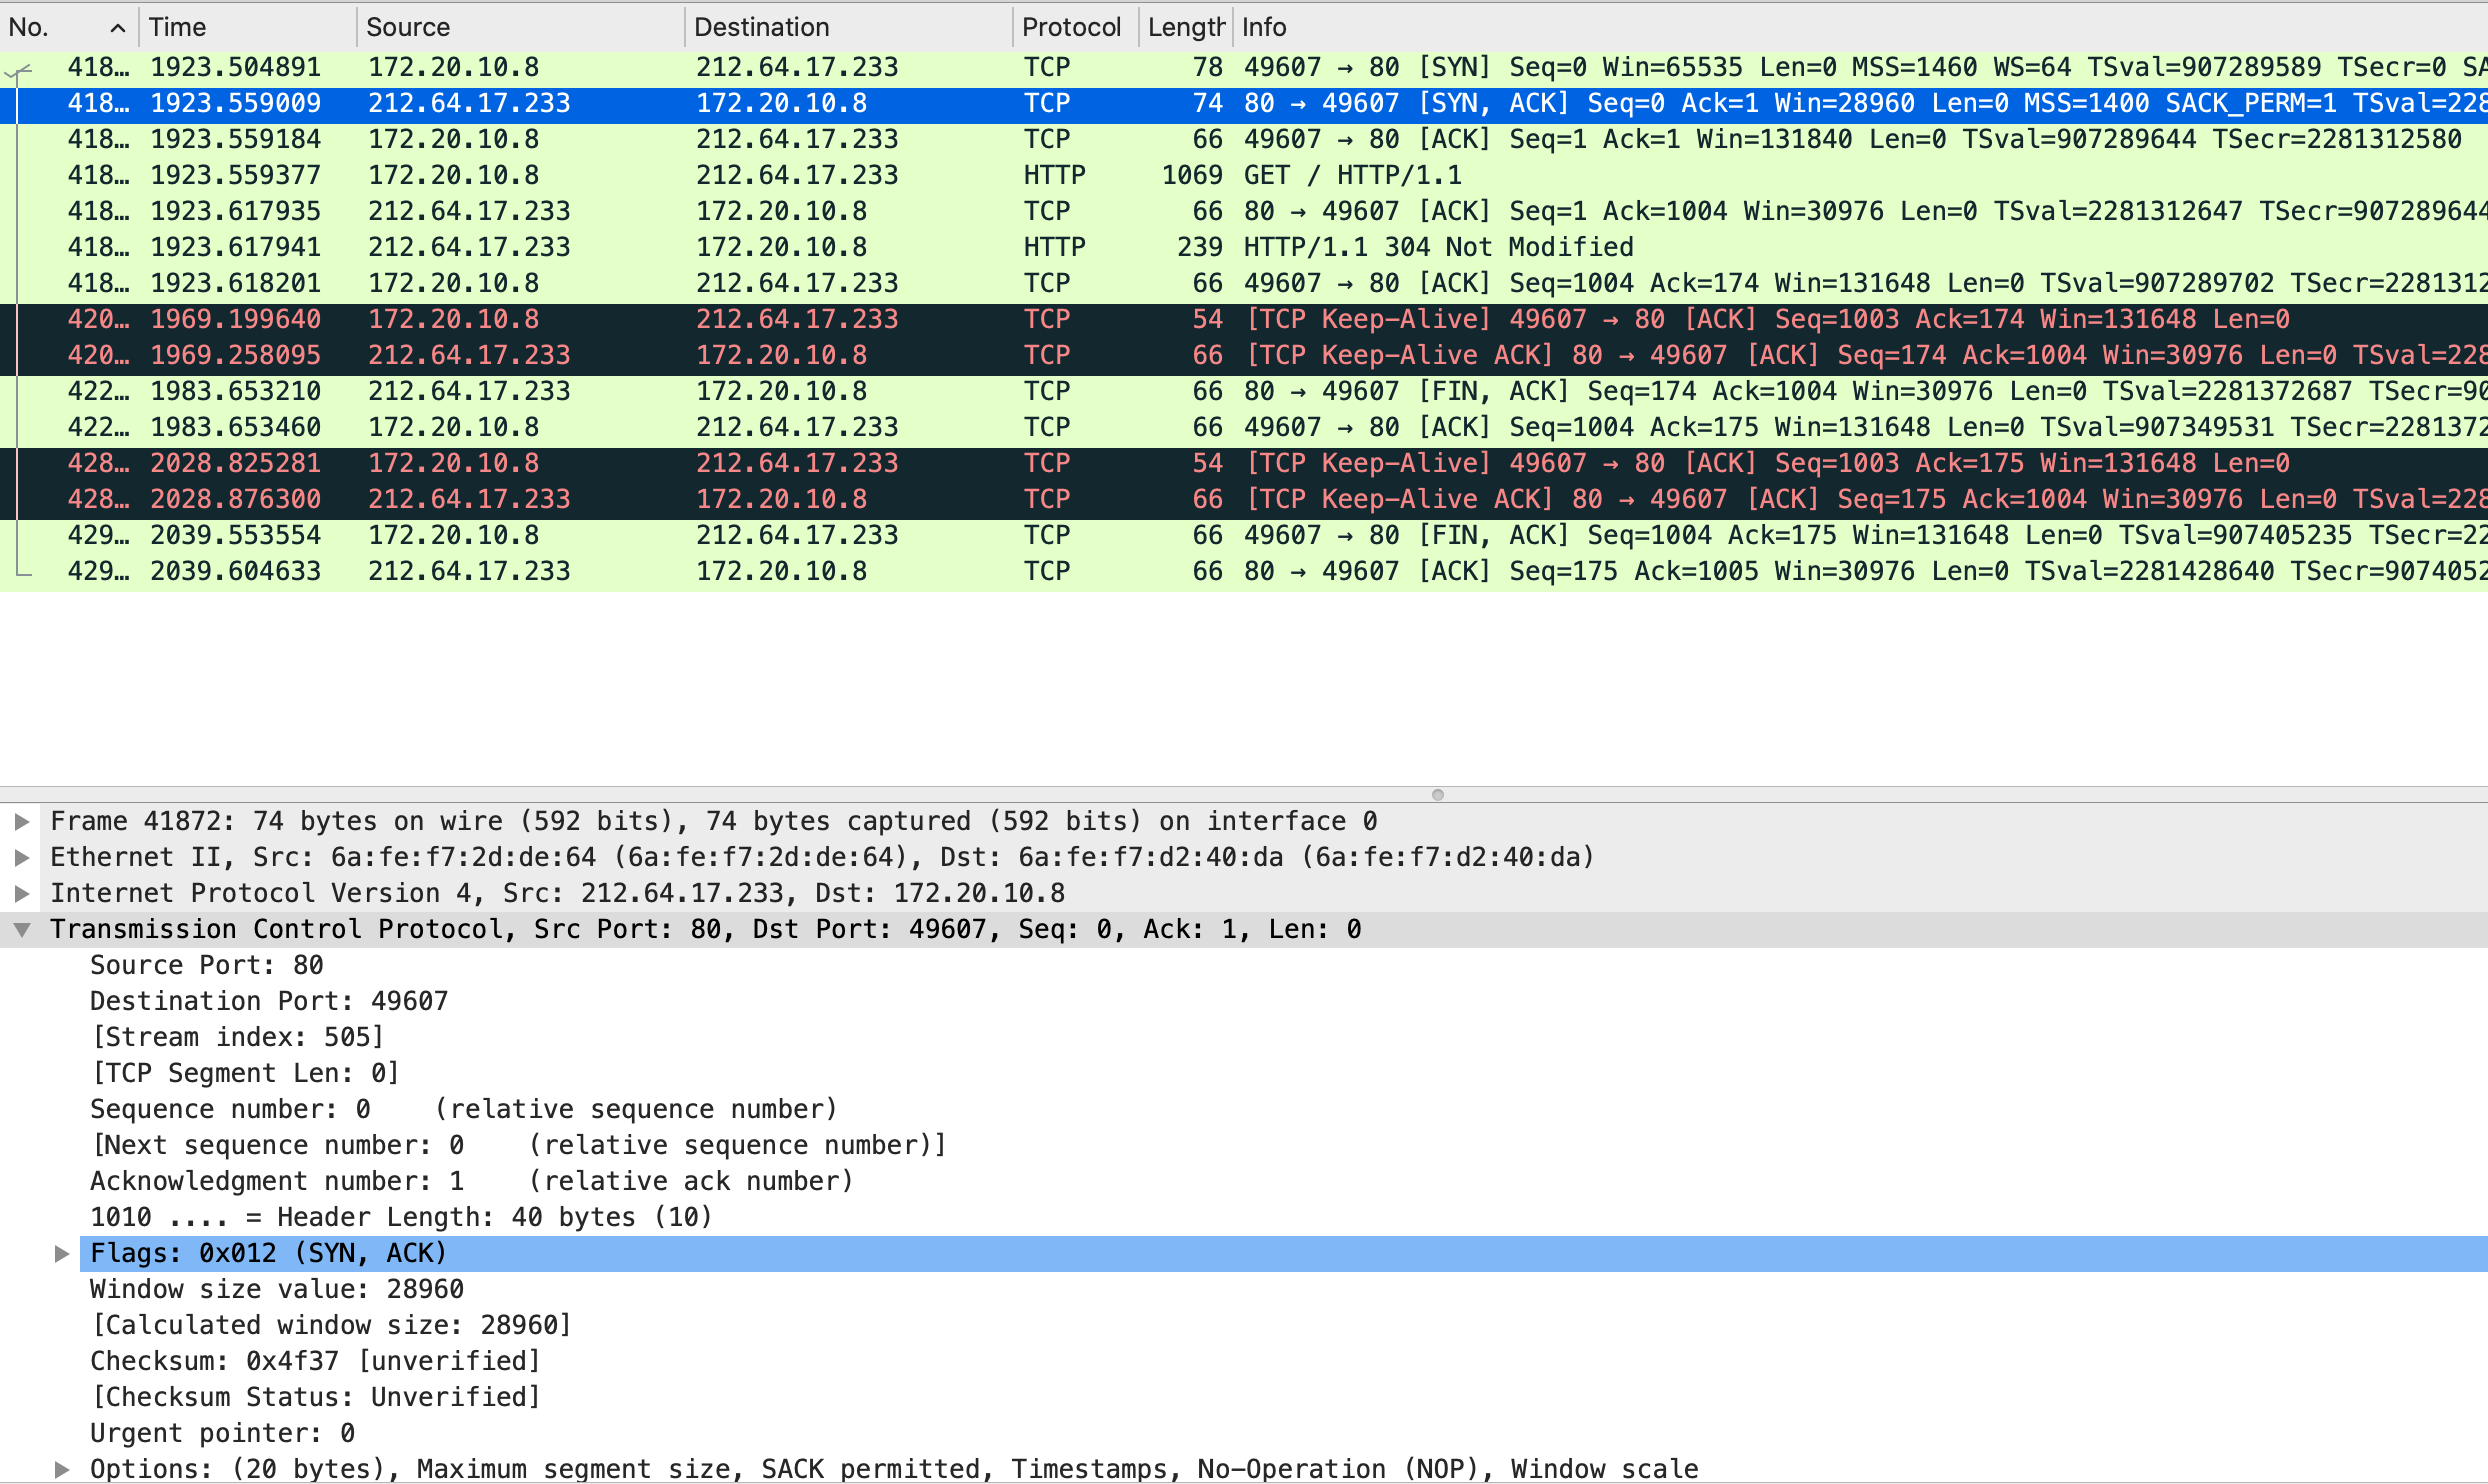 No. Time Source Destination Protocol Length Info
418… 1923.504891 172.20.10.8 212.64.17.233 TCP 78 49607 → 80 [SYN] Seq=0 Win=65535 Len=0 MSS=1460 WS=64 TSval=907289589 TSecr=0 SA
418… 1923.559009 212.64.17.233 172.20.10.8 TCP 74 80 → 49607 [SYN, ACK] Seq=0 Ack=1 Win=28960 Len=0 MSS=1400 SACK_PERM=1 TSval=228
418… 1923.559184 172.20.10.8 212.64.17.233 TCP 66 49607 → 80 [ACK] Seq=1 Ack=1 Win=131840 Len=0 TSval=907289644 TSecr=2281312580
418… 1923.559377 172.20.10.8 212.64.17.233 HTTP 1069 GET / HTTP/1.1
418… 1923.617935 212.64.17.233 172.20.10.8 TCP 66 80 → 49607 [ACK] Seq=1 Ack=1004 Win=30976 Len=0 TSval=2281312647 TSecr=907289644
418… 1923.617941 212.64.17.233 172.20.10.8 HTTP 239 HTTP/1.1 304 Not Modified
418… 1923.618201 172.20.10.8 212.64.17.233 TCP 66 49607 → 80 [ACK] Seq=1004 Ack=174 Win=131648 Len=0 TSval=907289702 TSecr=2281312
420… 1969.199640 172.20.10.8 212.64.17.233 TCP 54 [TCP Keep-Alive] 49607 → 80 [ACK] Seq=1003 Ack=174 Win=131648 Len=0
420… 1969.258095 212.64.17.233 172.20.10.8 TCP 66 [TCP Keep-Alive ACK] 80 → 49607 [ACK] Seq=174 Ack=1004 Win=30976 Len=0 TSval=228
422… 1983.653210 212.64.17.233 172.20.10.8 TCP 66 80 → 49607 [FIN, ACK] Seq=174 Ack=1004 Win=30976 Len=0 TSval=2281372687 TSecr=90
422… 1983.653460 172.20.10.8 212.64.17.233 TCP 66 49607 → 80 [ACK] Seq=1004 Ack=175 Win=131648 Len=0 TSval=907349531 TSecr=2281372
428… 2028.825281 172.20.10.8 212.64.17.233 TCP 54 [TCP Keep-Alive] 49607 → 80 [ACK] Seq=1003 Ack=175 Win=131648 Len=0
428… 2028.876300 212.64.17.233 172.20.10.8 TCP 66 [TCP Keep-Alive ACK] 80 → 49607 [ACK] Seq=175 Ack=1004 Win=30976 Len=0 TSval=228
429… 2039.553554 172.20.10.8 212.64.17.233 TCP 66 49607 → 80 [FIN, ACK] Seq=1004 Ack=175 Win=131648 Len=0 TSval=907405235 TSecr=22
429… 2039.604633 212.64.17.233 172.20.10.8 TCP 66 80 → 49607 [ACK] Seq=175 Ack=1005 Win=30976 Len=0 TSval=2281428640 TSecr=9074052
Frame 41872: 74 bytes on wire (592 bits), 74 bytes captured (592 bits) on interface 0
Ethernet II, Src: 6a:fe:f7:2d:de:64 (6a:fe:f7:2d:de:64), Dst: 6a:fe:f7:d2:40:da (6a:fe:f7:d2:40:da)
Internet Protocol Version 4, Src: 212.64.17.233, Dst: 172.20.10.8
Transmission Control Protocol, Src Port: 80, Dst Port: 49607, Seq: 0, Ack: 1, Len: 0
Source Port: 80
Destination Port: 49607
[Stream index: 505]
[TCP Segment Len: 0]
Sequence number: 0 (relative sequence number)
[Next sequence number: 0 (relative sequence number)]
Acknowledgment number: 1 (relative ack number)
1010 .... = Header Length: 40 bytes (10)
Flags: 0x012 (SYN, ACK)
Window size value: 28960
[Calculated window size: 28960]
Checksum: 0x4f37 [unverified]
[Checksum Status: Unverified]
Urgent pointer: 0
Options: (20 bytes), Maximum segment size, SACK permitted, Timestamps, No-Operation (NOP), Window scale